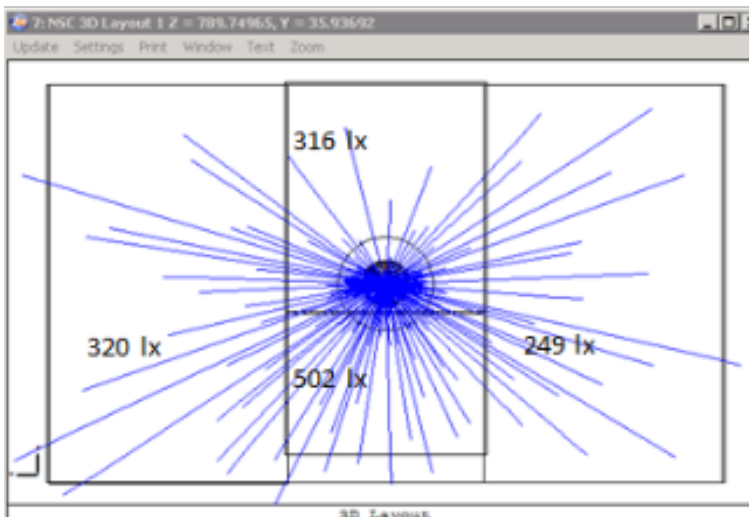 7: NSC 3D Layout 1 Z = 789.74965, Y = 35.93692
Update Settings Print Window Text Zoom
316 lx
320 lx
249 lx
502 lx
3D Layout